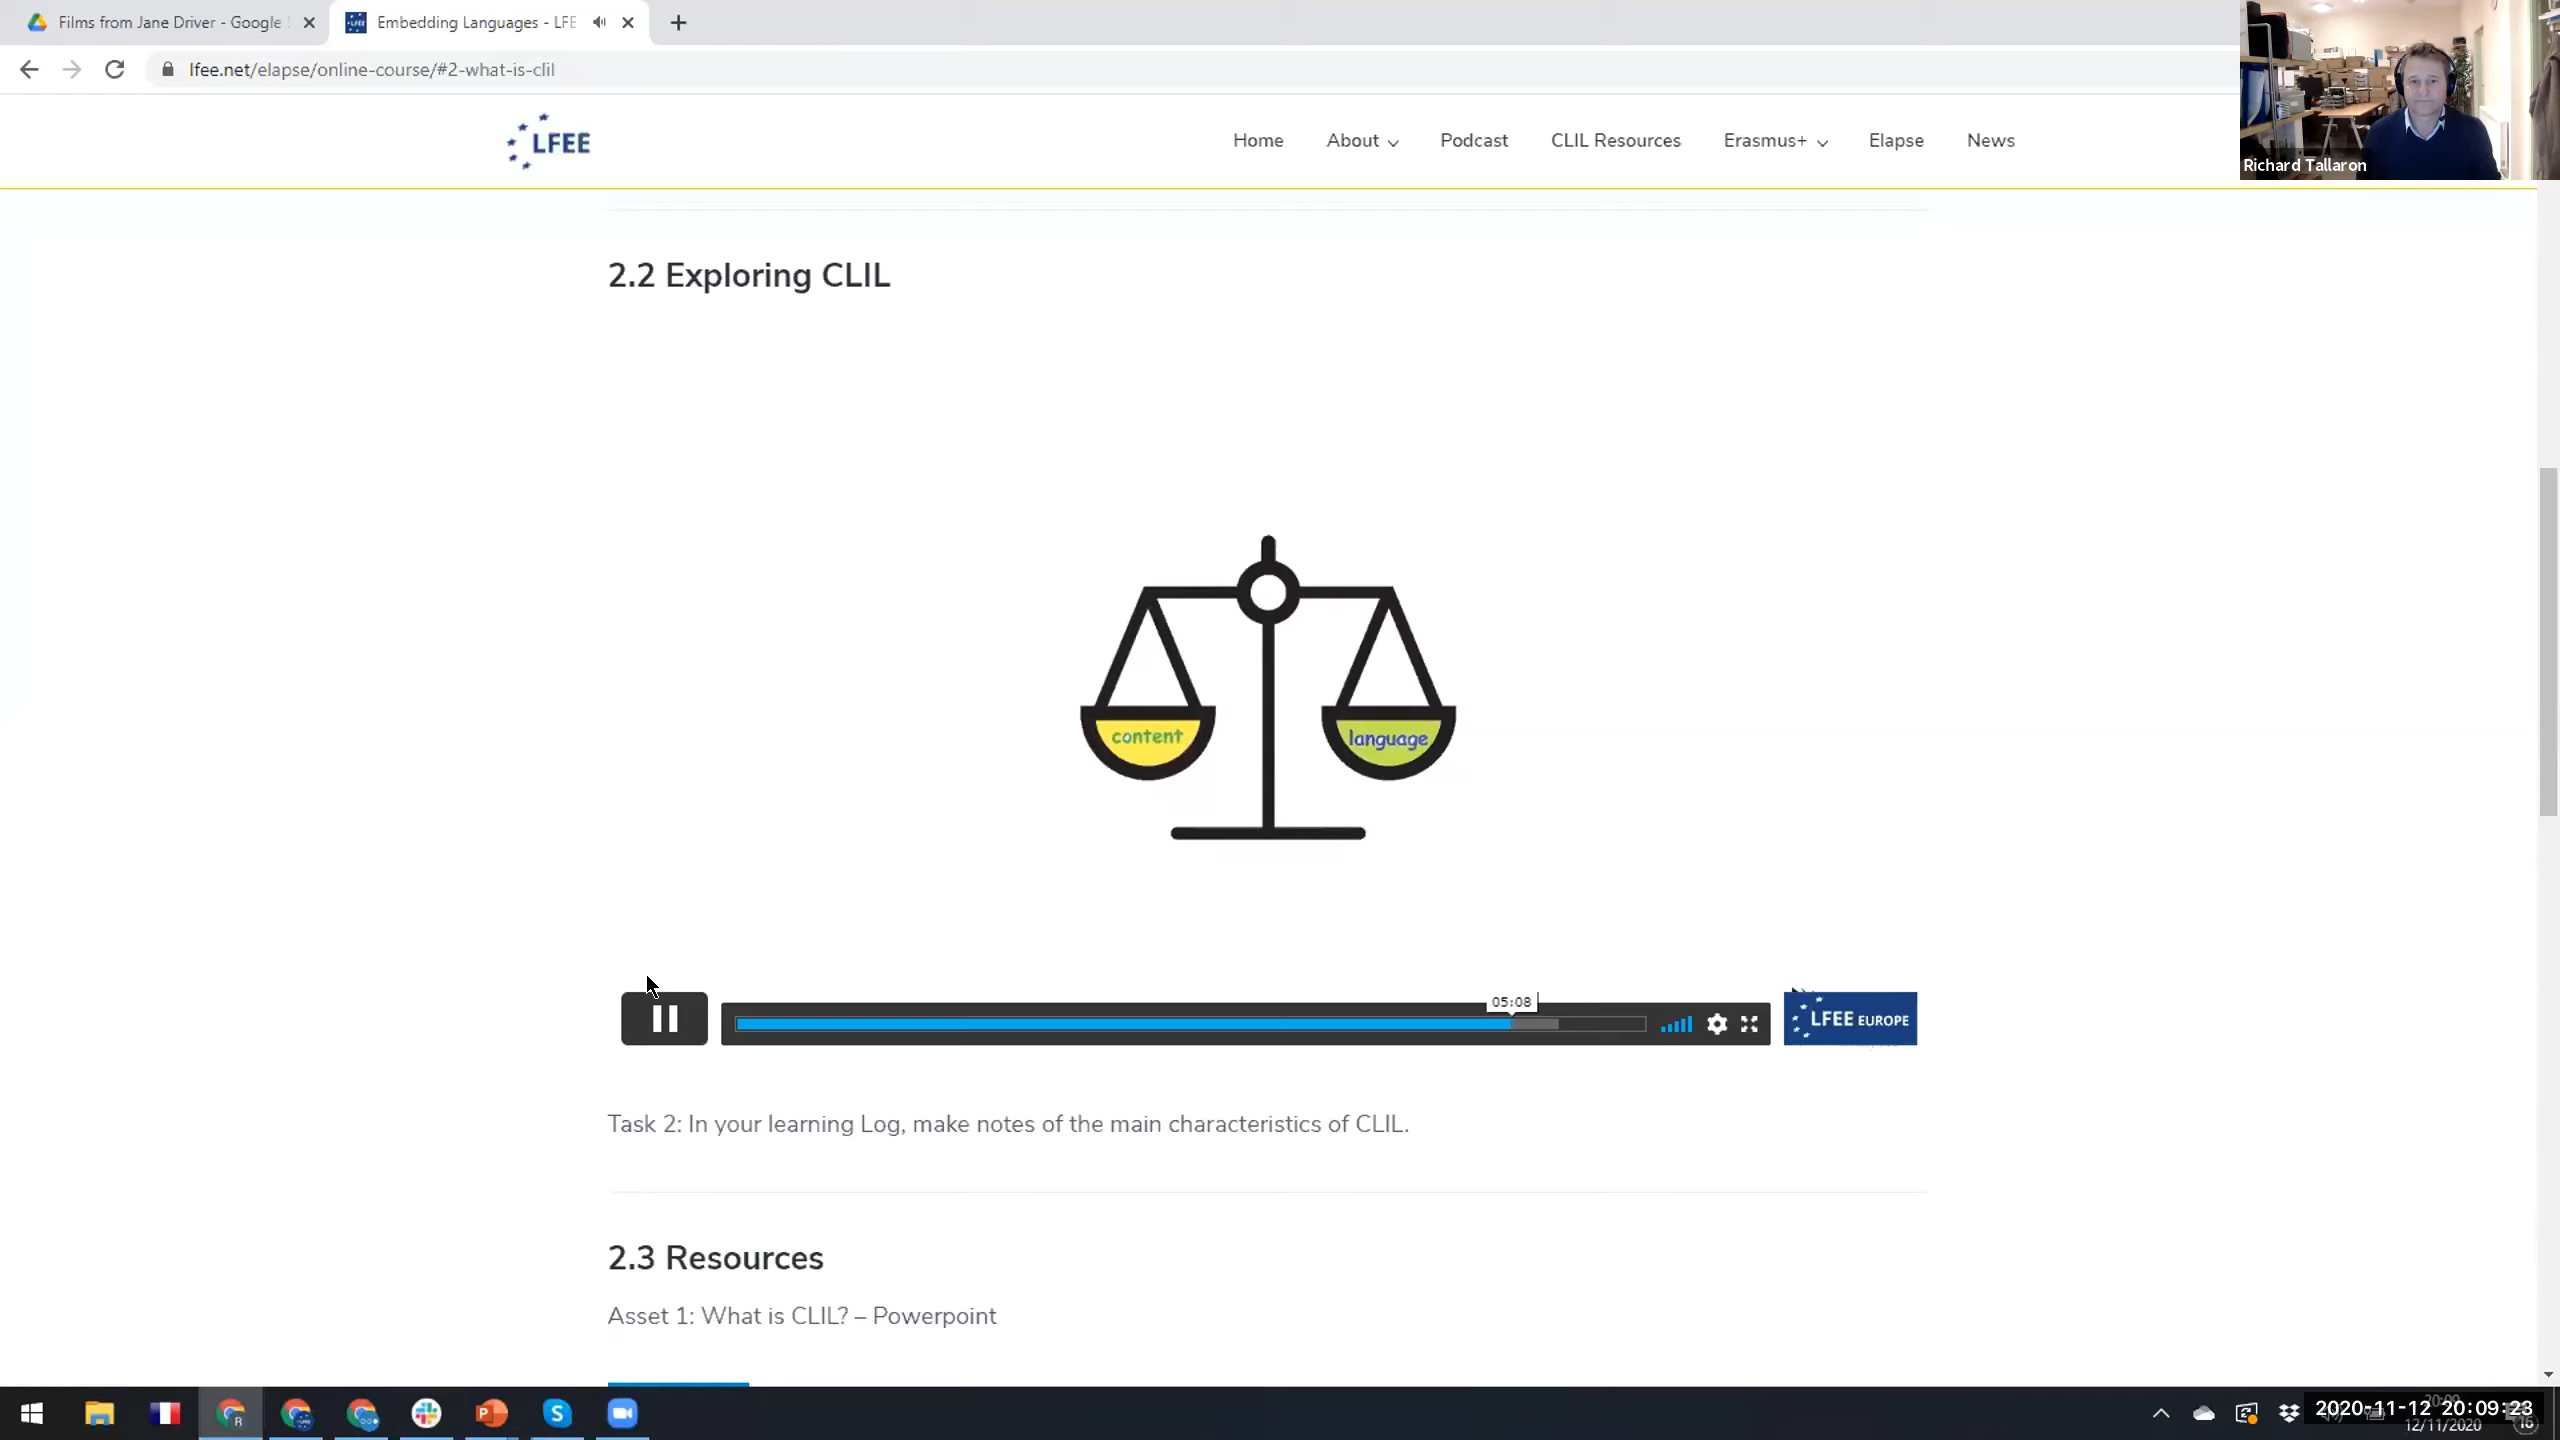 Films from Jane Driver - Google
Embedding Languages - LFE
lfee.net/elapse/online-course/#2-what-is-clil
Richard Tallaron
LFEE
Home
About
Podcast
CLIL Resources
Erasmus+
Elapse
News
2.2 Exploring CLIL
content
language
05:08
LFEE EUROPE
Task 2: In your learning Log, make notes of the main characteristics of CLIL.
2.3 Resources
Asset 1: What is CLIL? – Powerpoint
2020-11-12 20:09:23
12/11/2020